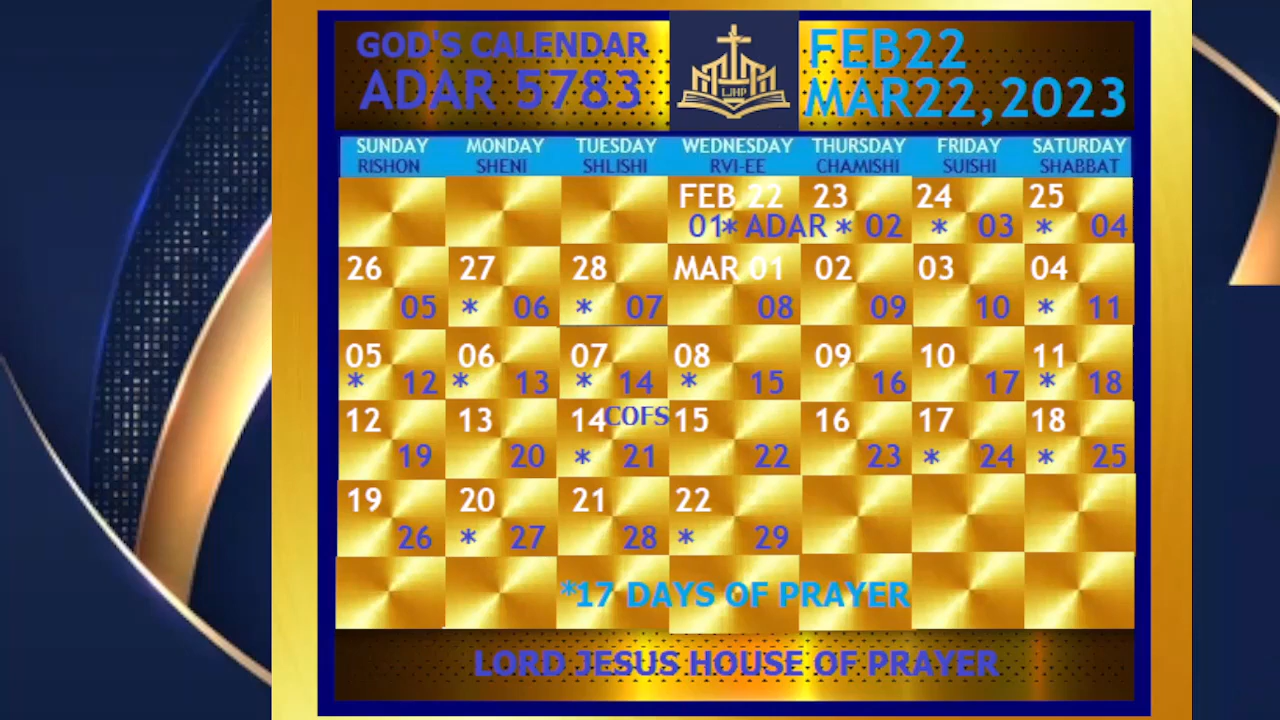 GOD'S CALENDAR
ADAR 5783
LJHP
FEB22
MAR22,2023
SUNDAY MONDAY TUESDAY WEDNESDAY THURSDAY FRIDAY SATURDAY
RISHON SHENI SHLISHI RVI-EE CHAMISHI SUISHI SHABBAT
FEB 22 23 24 25
01* ADAR * 02 * 03 * 04
26 27 28 MAR 01 02 03 04
05 * 06 * 07 08 09 10 * 11
05 06 07 08 09 10 11
* 12 * 13 * 14 * 15 16 17 * 18
12 13 14 COFS 15 16 17 18
19 20 * 21 22 23 * 24 * 25
19 20 21 22
26 * 27 28 * 29
*17 DAYS OF PRAYER
LORD JESUS HOUSE OF PRAYER